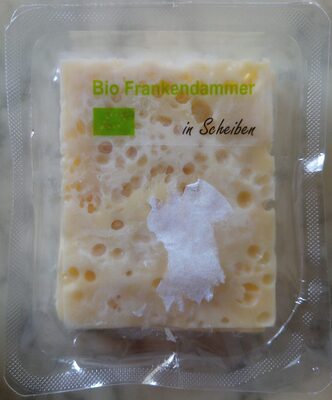 Bio Frankendammer
in Scheiben